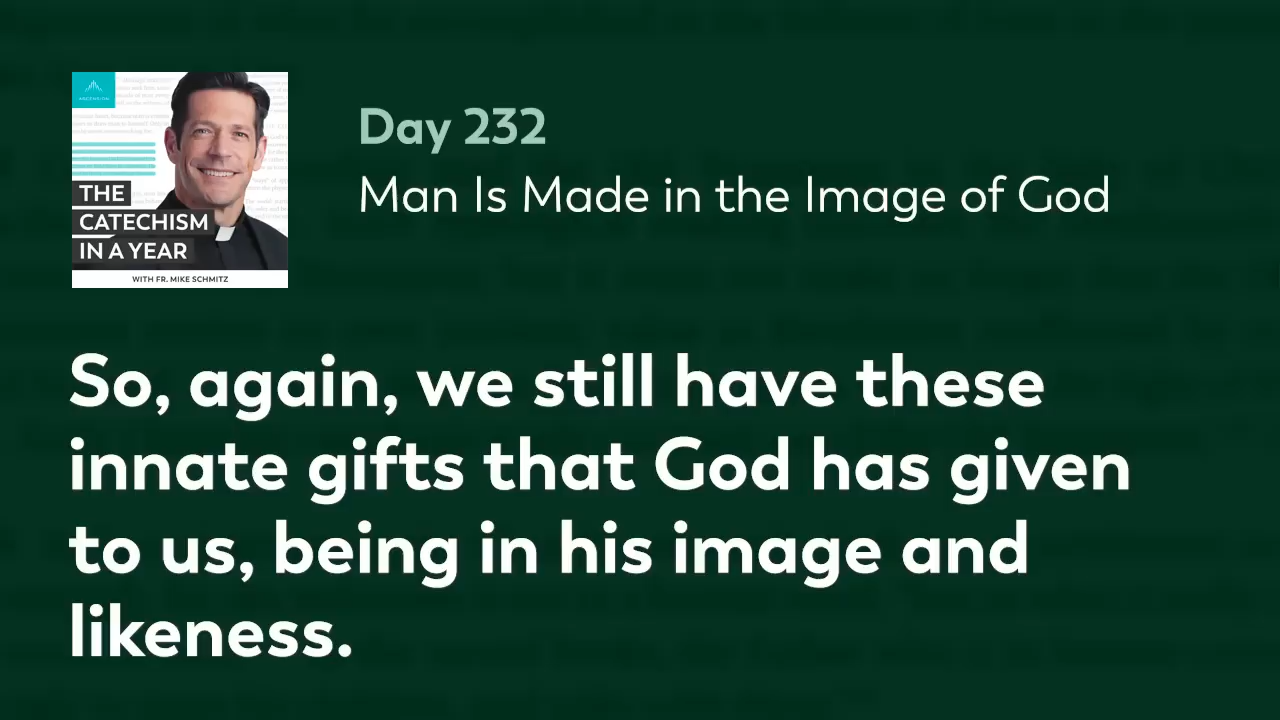 ASCENSION
THE
CATECHISM
IN A YEAR
WITH FR. MIKE SCHMITZ
Day 232
Man Is Made in the Image of God
So, again, we still have these
innate gifts that God has given
to us, being in his image and
likeness.